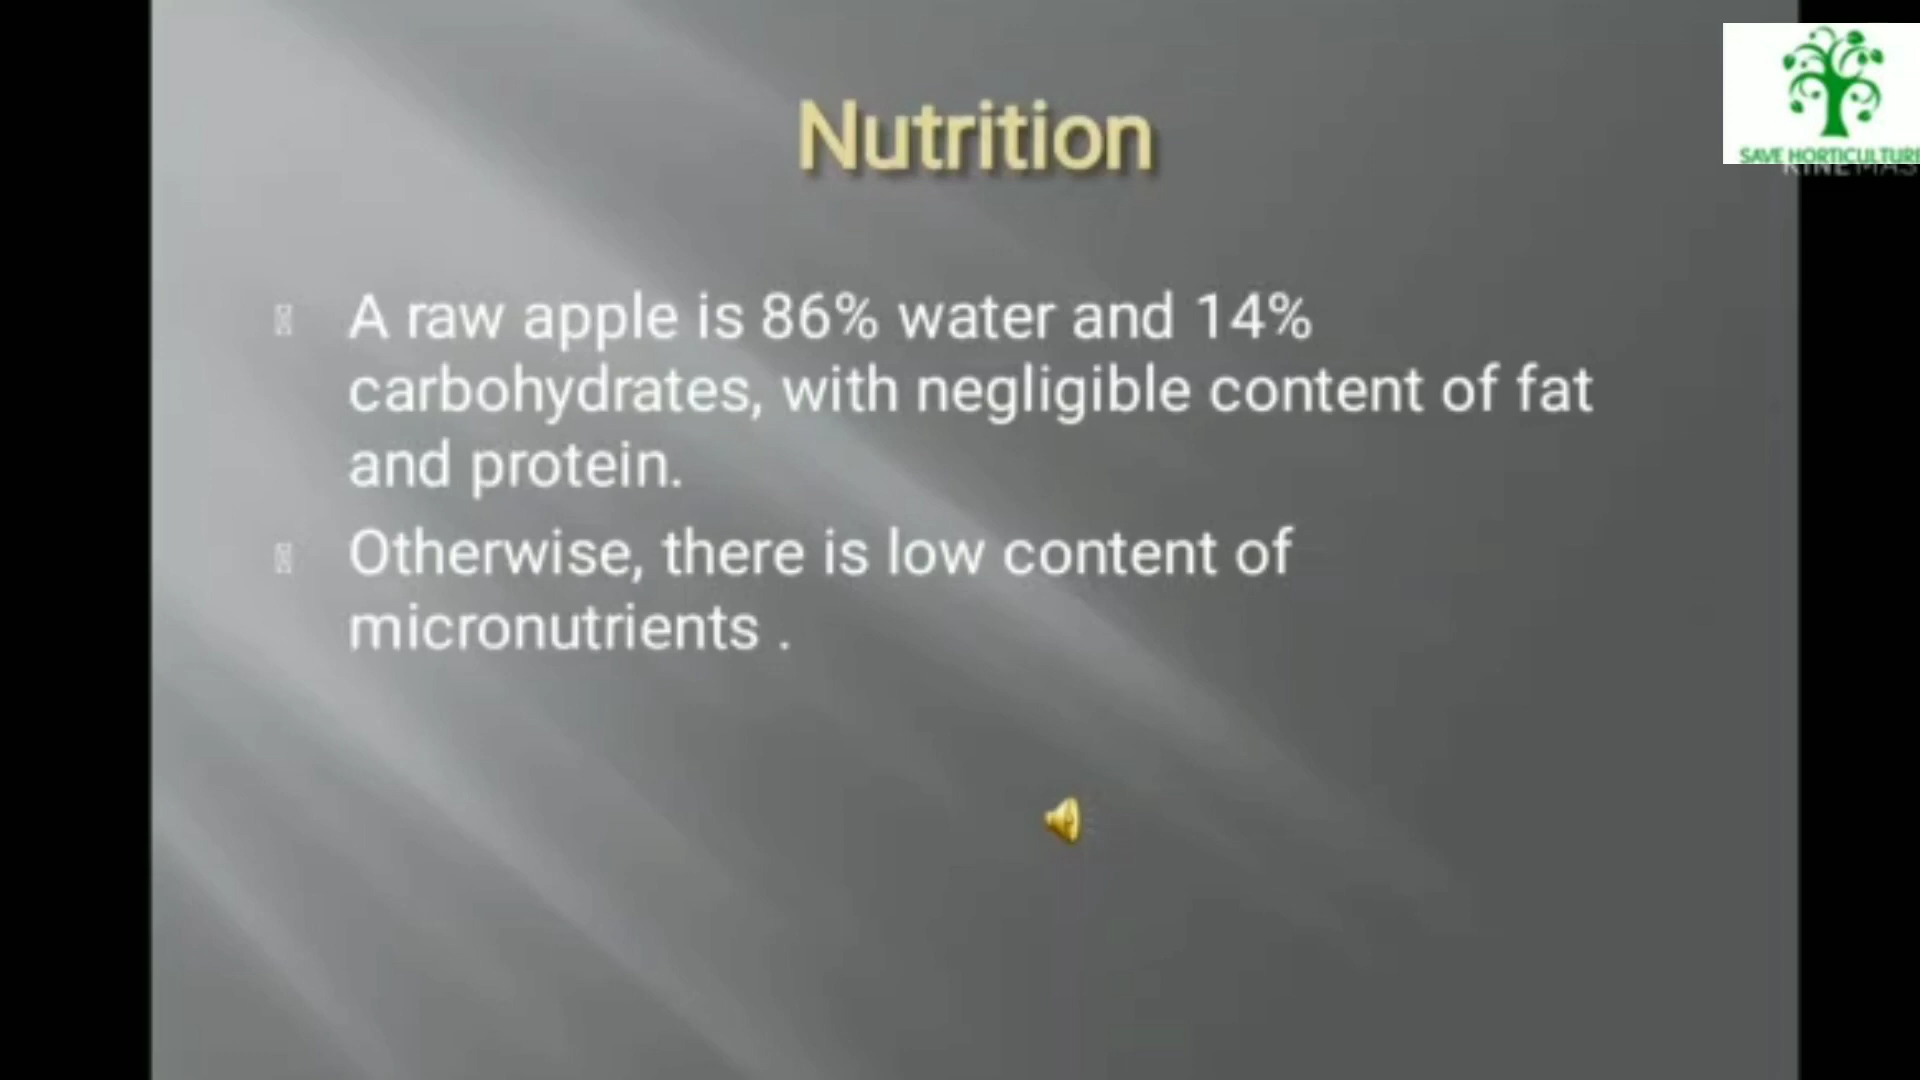 Nutrition
SAVE HORTICULTURE
A raw apple is 86% water and 14%
carbohydrates, with negligible content of fat
and protein.
Otherwise, there is low content of
micronutrients .